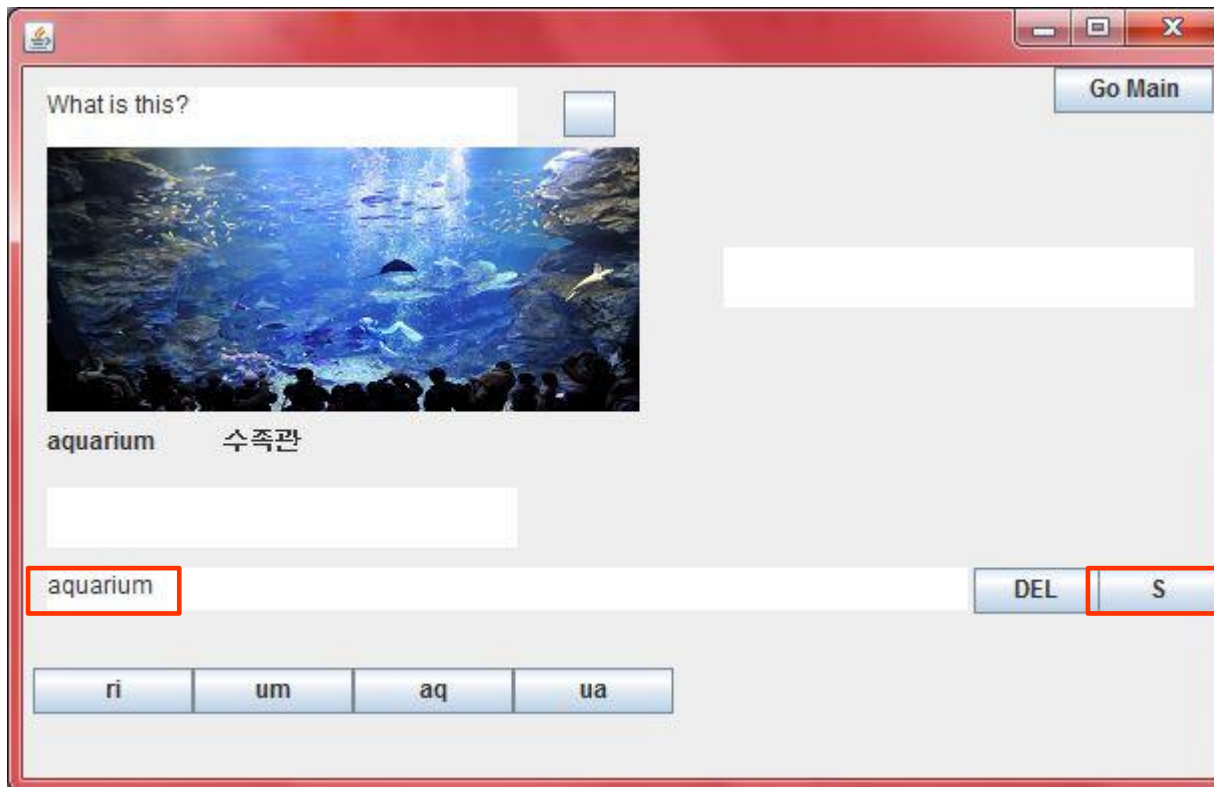 Go Main
What is this?
aquarium 수족관
aquarium
DEL S
ri um aq ua